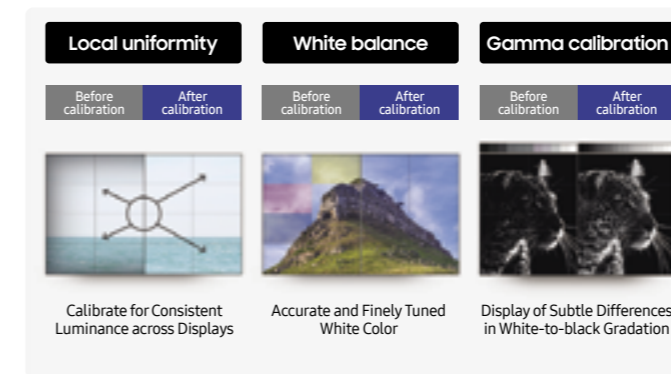 Local uniformity
Before
calibration
After
calibration
Calibrate for Consistent
Luminance across Displays
White balance
Before
calibration
After
calibration
Accurate and Finely Tuned
White Color
Gamma calibration
Before
calibration
After
calibration
Display of Subtle Differences
in White-to-black Gradation